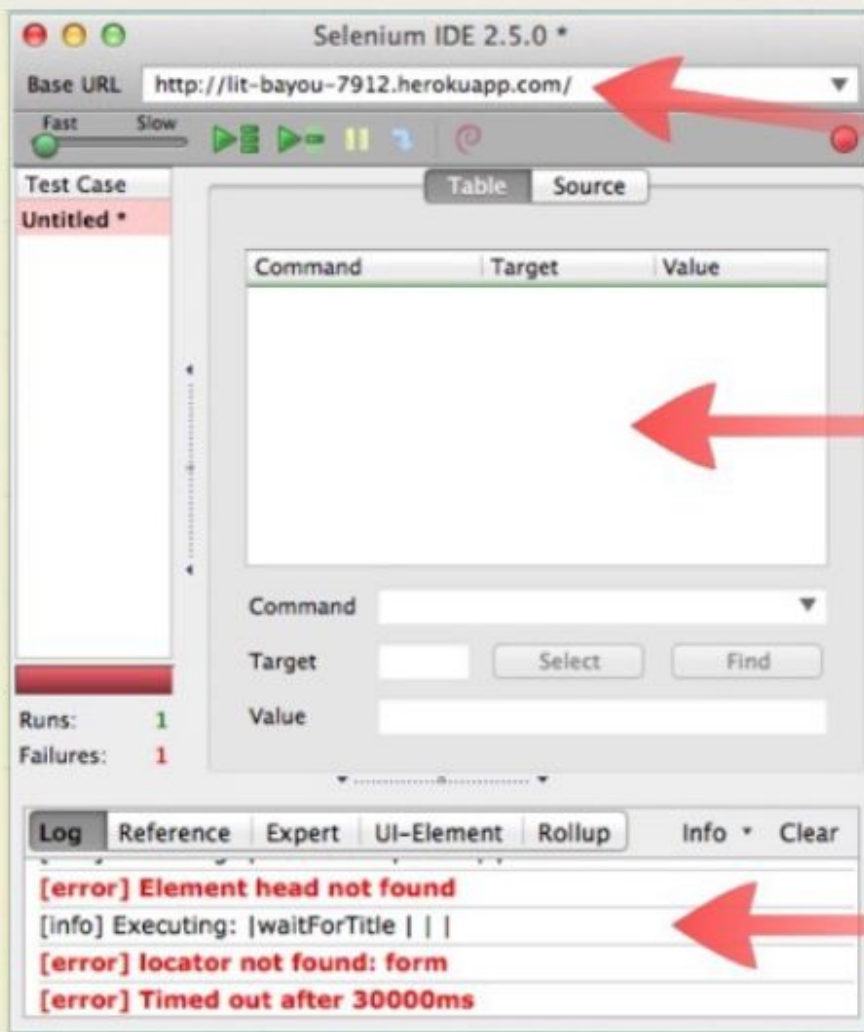 Selenium IDE 2.5.0 *
Base URL http://lit-bayou-7912.herokuapp.com/
Fast Slow
Test Case
Untitled *
Table Source
Command Target Value
Command
Target Select Find
Value
Runs: 1
Failures: 1
Log Reference Expert UI-Element Rollup Info Clear
[error] Element head not found
[info] Executing: |waitForTitle | | |
[error] locator not found: form
[error] Timed out after 30000ms